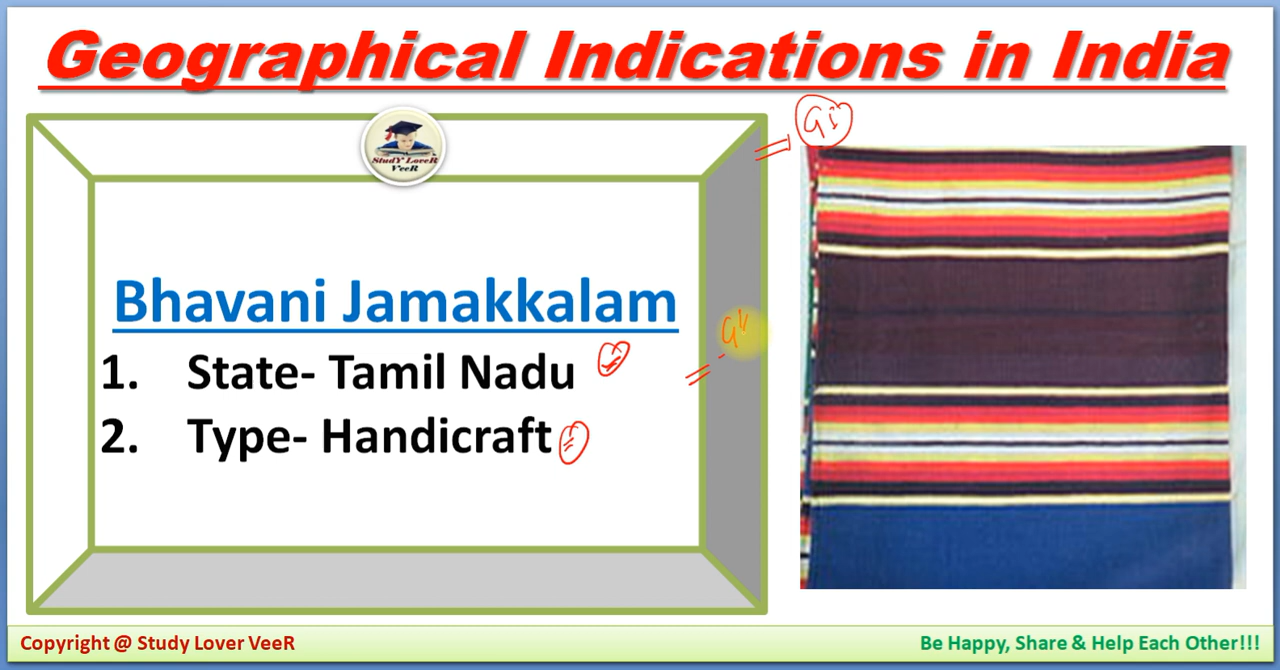 Geographical Indications in India
StudY LoveR
VeeR
GI
Bhavani Jamakkalam
1. State- Tamil Nadu
2. Type- Handicraft
Copyright @ Study Lover VeeR
Be Happy, Share & Help Each Other!!!